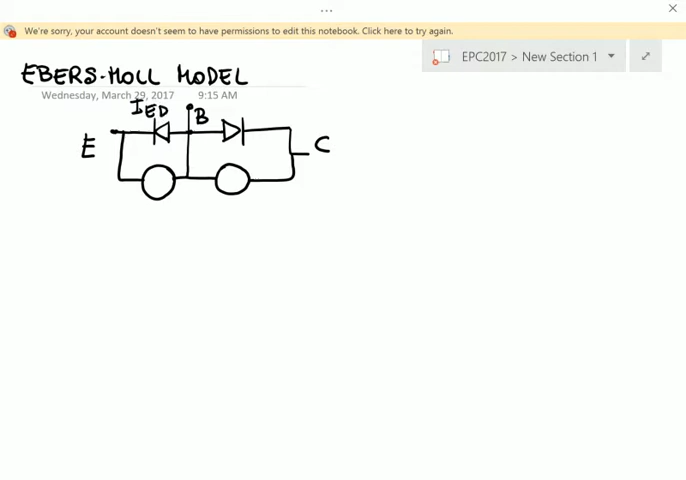 ...
We're sorry, your account doesn't seem to have permissions to edit this notebook. Click here to try again.
EPC2017 > New Section 1
EBERS-MOLL MODEL
Wednesday, March 29, 2017 9:15 AM
IED
B
E
C